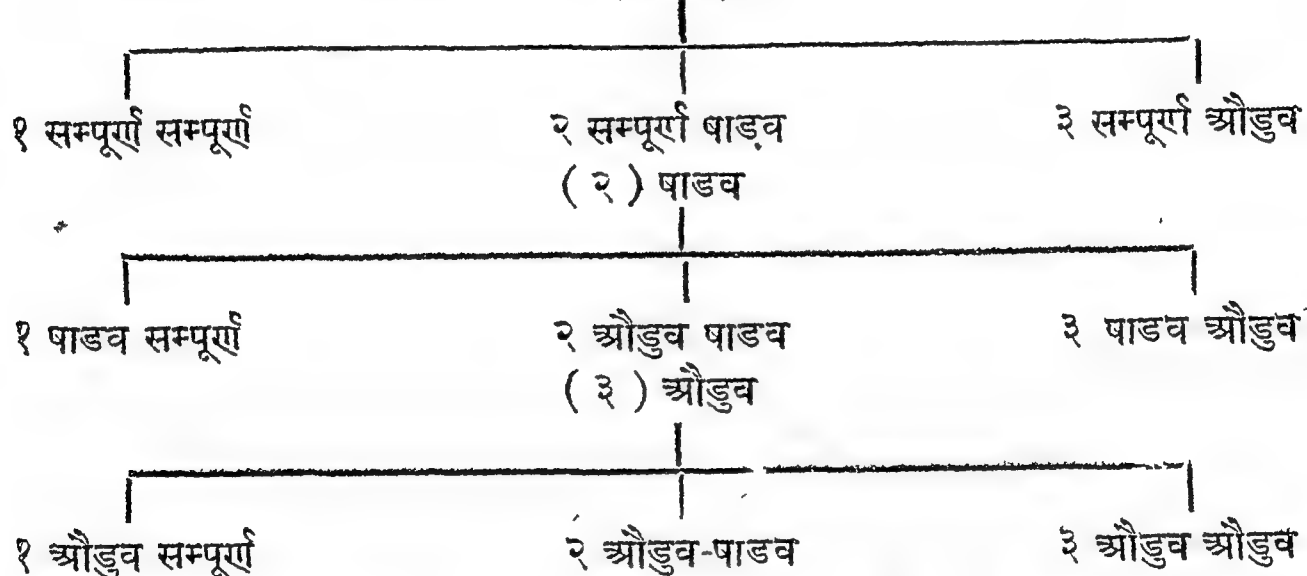 १ सम्पूर्ण सम्पूर्ण २ सम्पूर्ण षाडव ३ सम्पूर्ण औडुव
( २ ) षाडव
१ षाडव सम्पूर्ण २ औडुव षाडव ३ षाडव औडुव
( ३ ) औडुव
१ औडुव सम्पूर्ण २ औडुव-षाडव ३ औडुव औडुव